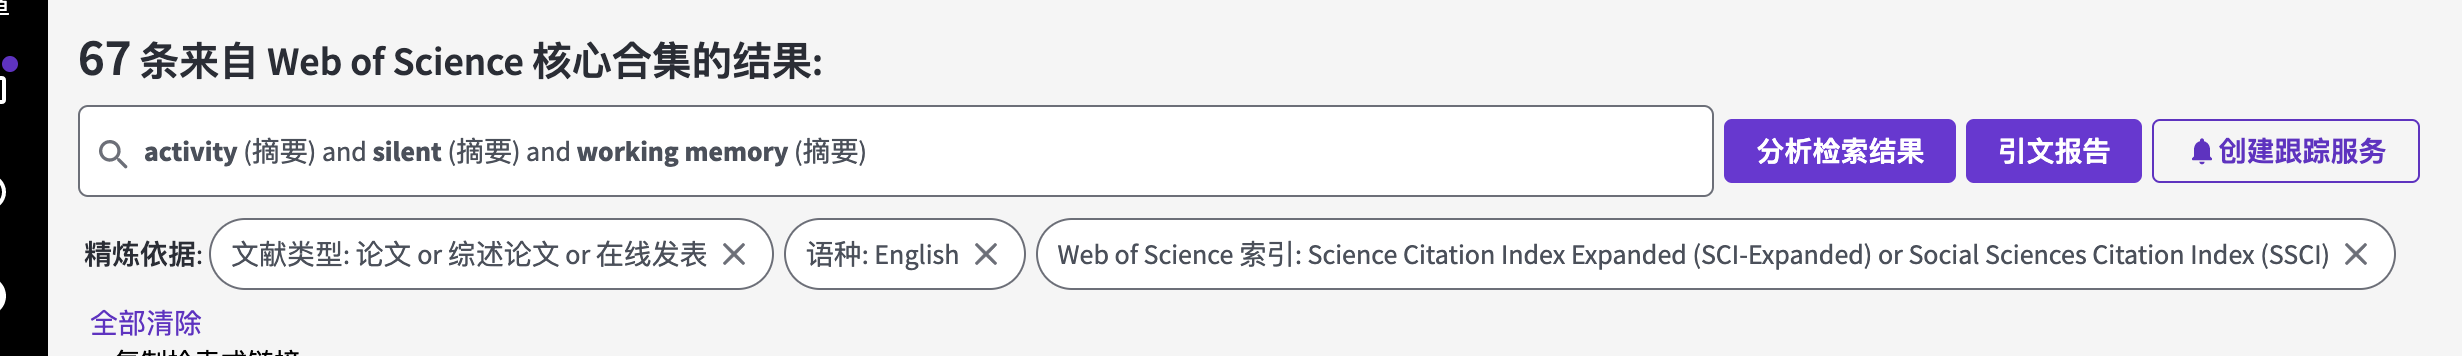 67 条来自 Web of Science 核心合集的结果:
activity (摘要) and silent (摘要) and working memory (摘要)
分析检索结果
引文报告
创建跟踪服务
精炼依据: 文献类型: 论文 or 综述论文 or 在线发表 语种: English Web of Science 索引: Science Citation Index Expanded (SCI-Expanded) or Social Sciences Citation Index (SSCI)
全部清除